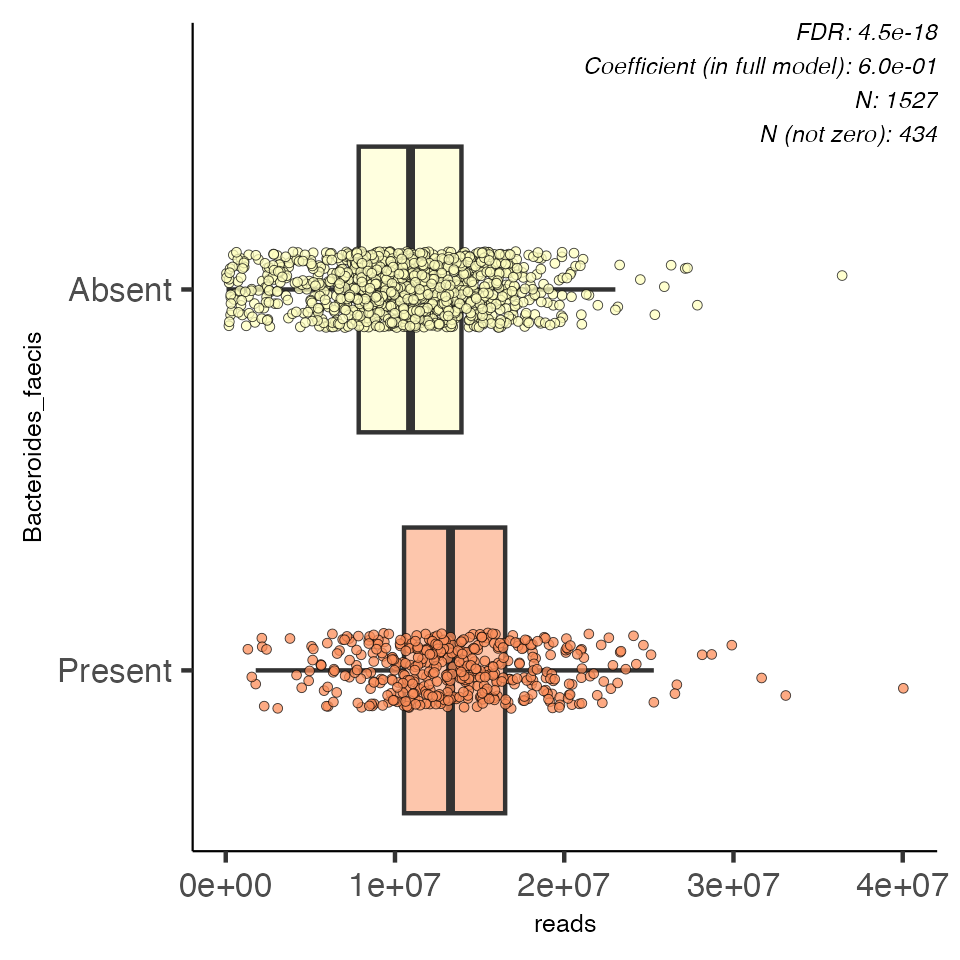 FDR: 4.5e-18
Coefficient (in full model): 6.0e-01
N: 1527
N (not zero): 434
Bacteroides_faecis
Absent
Present
0e+00 1e+07 2e+07 3e+07 4e+07
reads